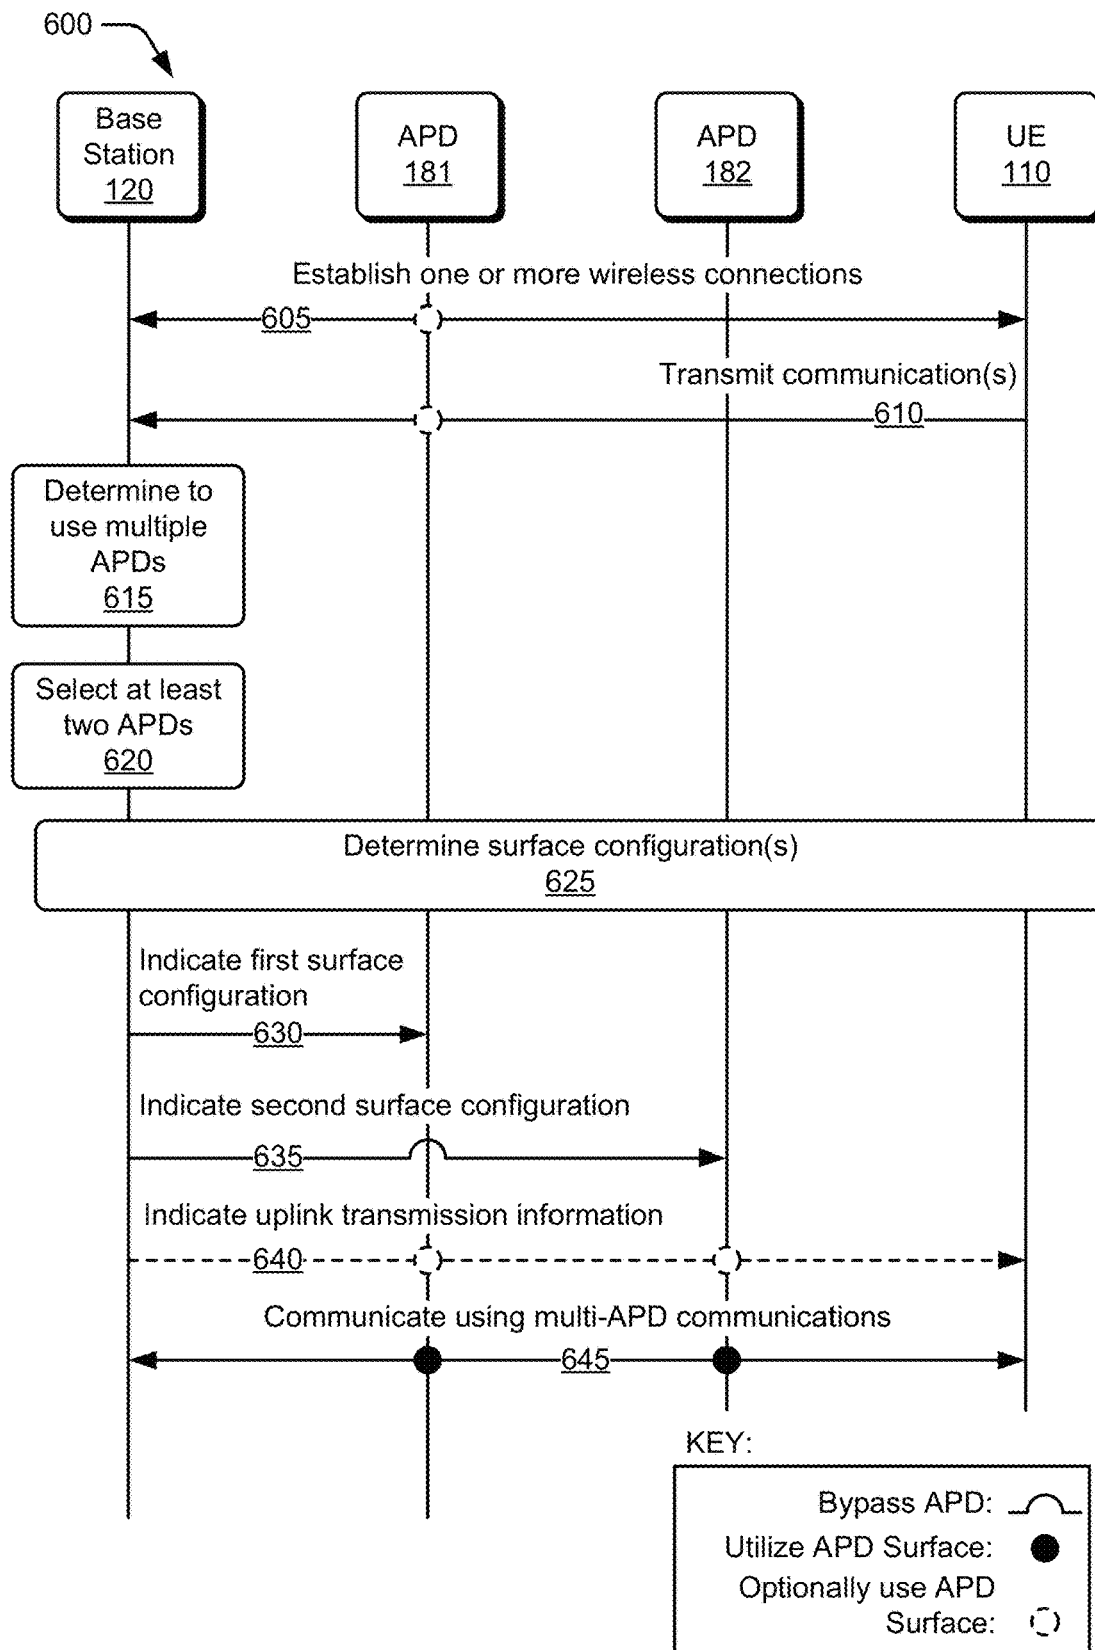 600
Base
Station
120
APD
181
APD
182
UE
110
Establish one or more wireless connections
605
Transmit communication(s)
610
Determine to
use multiple
APDs
615
Select at least
two APDs
620
Determine surface configuration(s)
625
Indicate first surface
configuration
630
Indicate second surface configuration
635
Indicate uplink transmission information
640
Communicate using multi-APD communications
645
KEY:
Bypass APD:
Utilize APD Surface:
Optionally use APD
Surface: